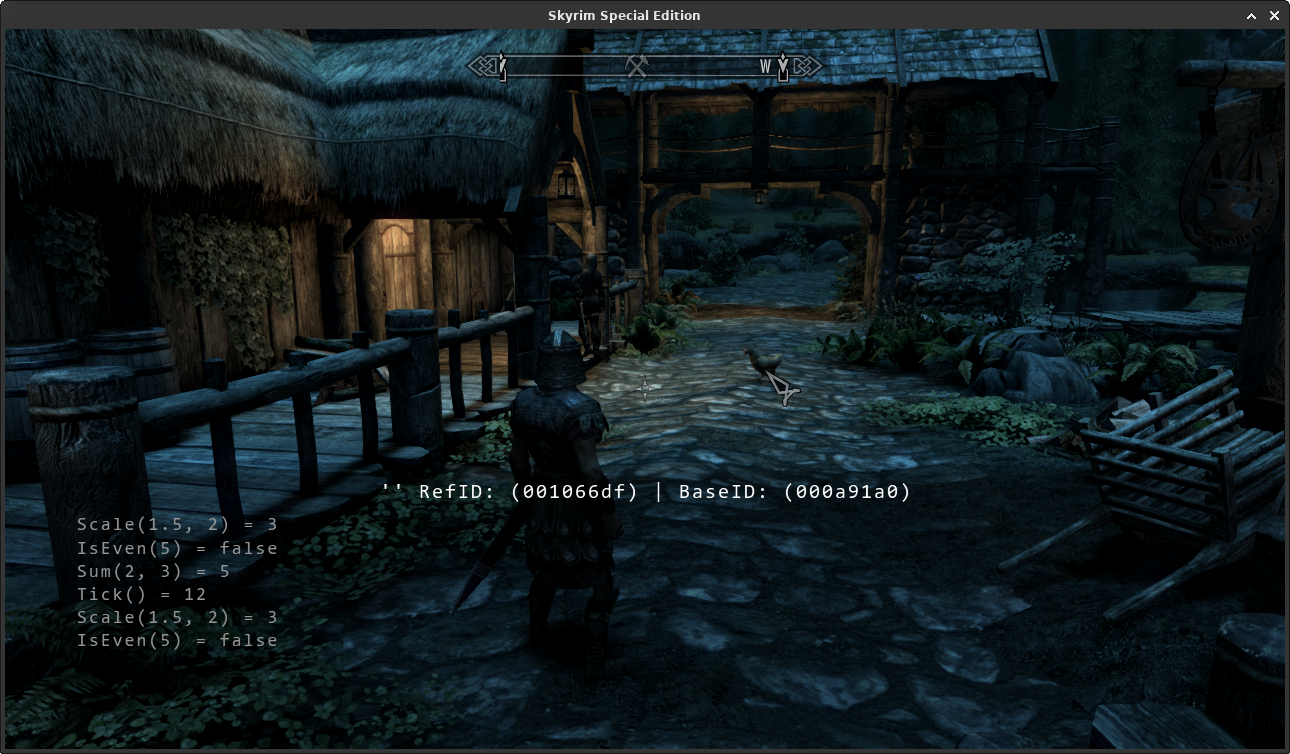 Skyrim Special Edition
W
'' RefID: (001066df) | BaseID: (000a91a0)
Scale(1.5, 2) = 3
IsEven(5) = false
Sum(2, 3) = 5
Tick() = 12
Scale(1.5, 2) = 3
IsEven(5) = false